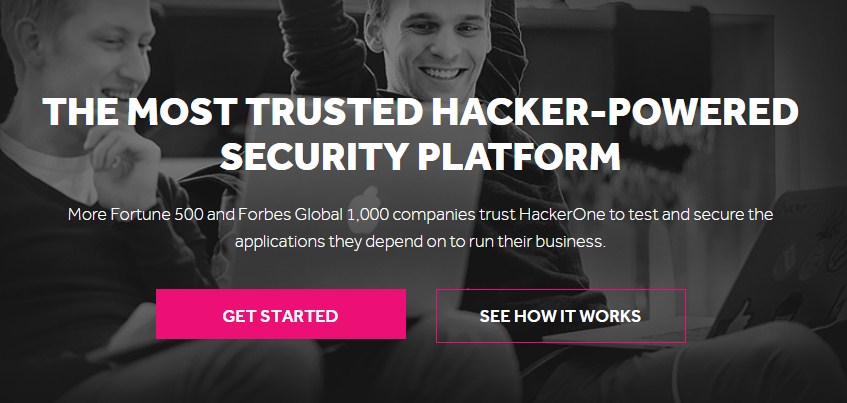 THE MOST TRUSTED HACKER-POWERED
SECURITY PLATFORM
More Fortune 500 and Forbes Global 1,000 companies trust HackerOne to test and secure the
applications they depend on to run their business.
GET STARTED
SEE HOW IT WORKS